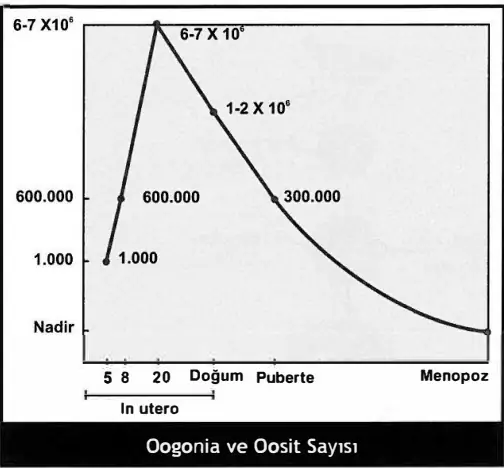 6-7 X10⁶
6-7 X 10⁶
1-2 X 10⁶
600.000
600.000
300.000
1.000
1.000
Nadir
5 8 20 Doğum Puberte Menopoz
In utero
Oogonia ve Oosit Sayısı